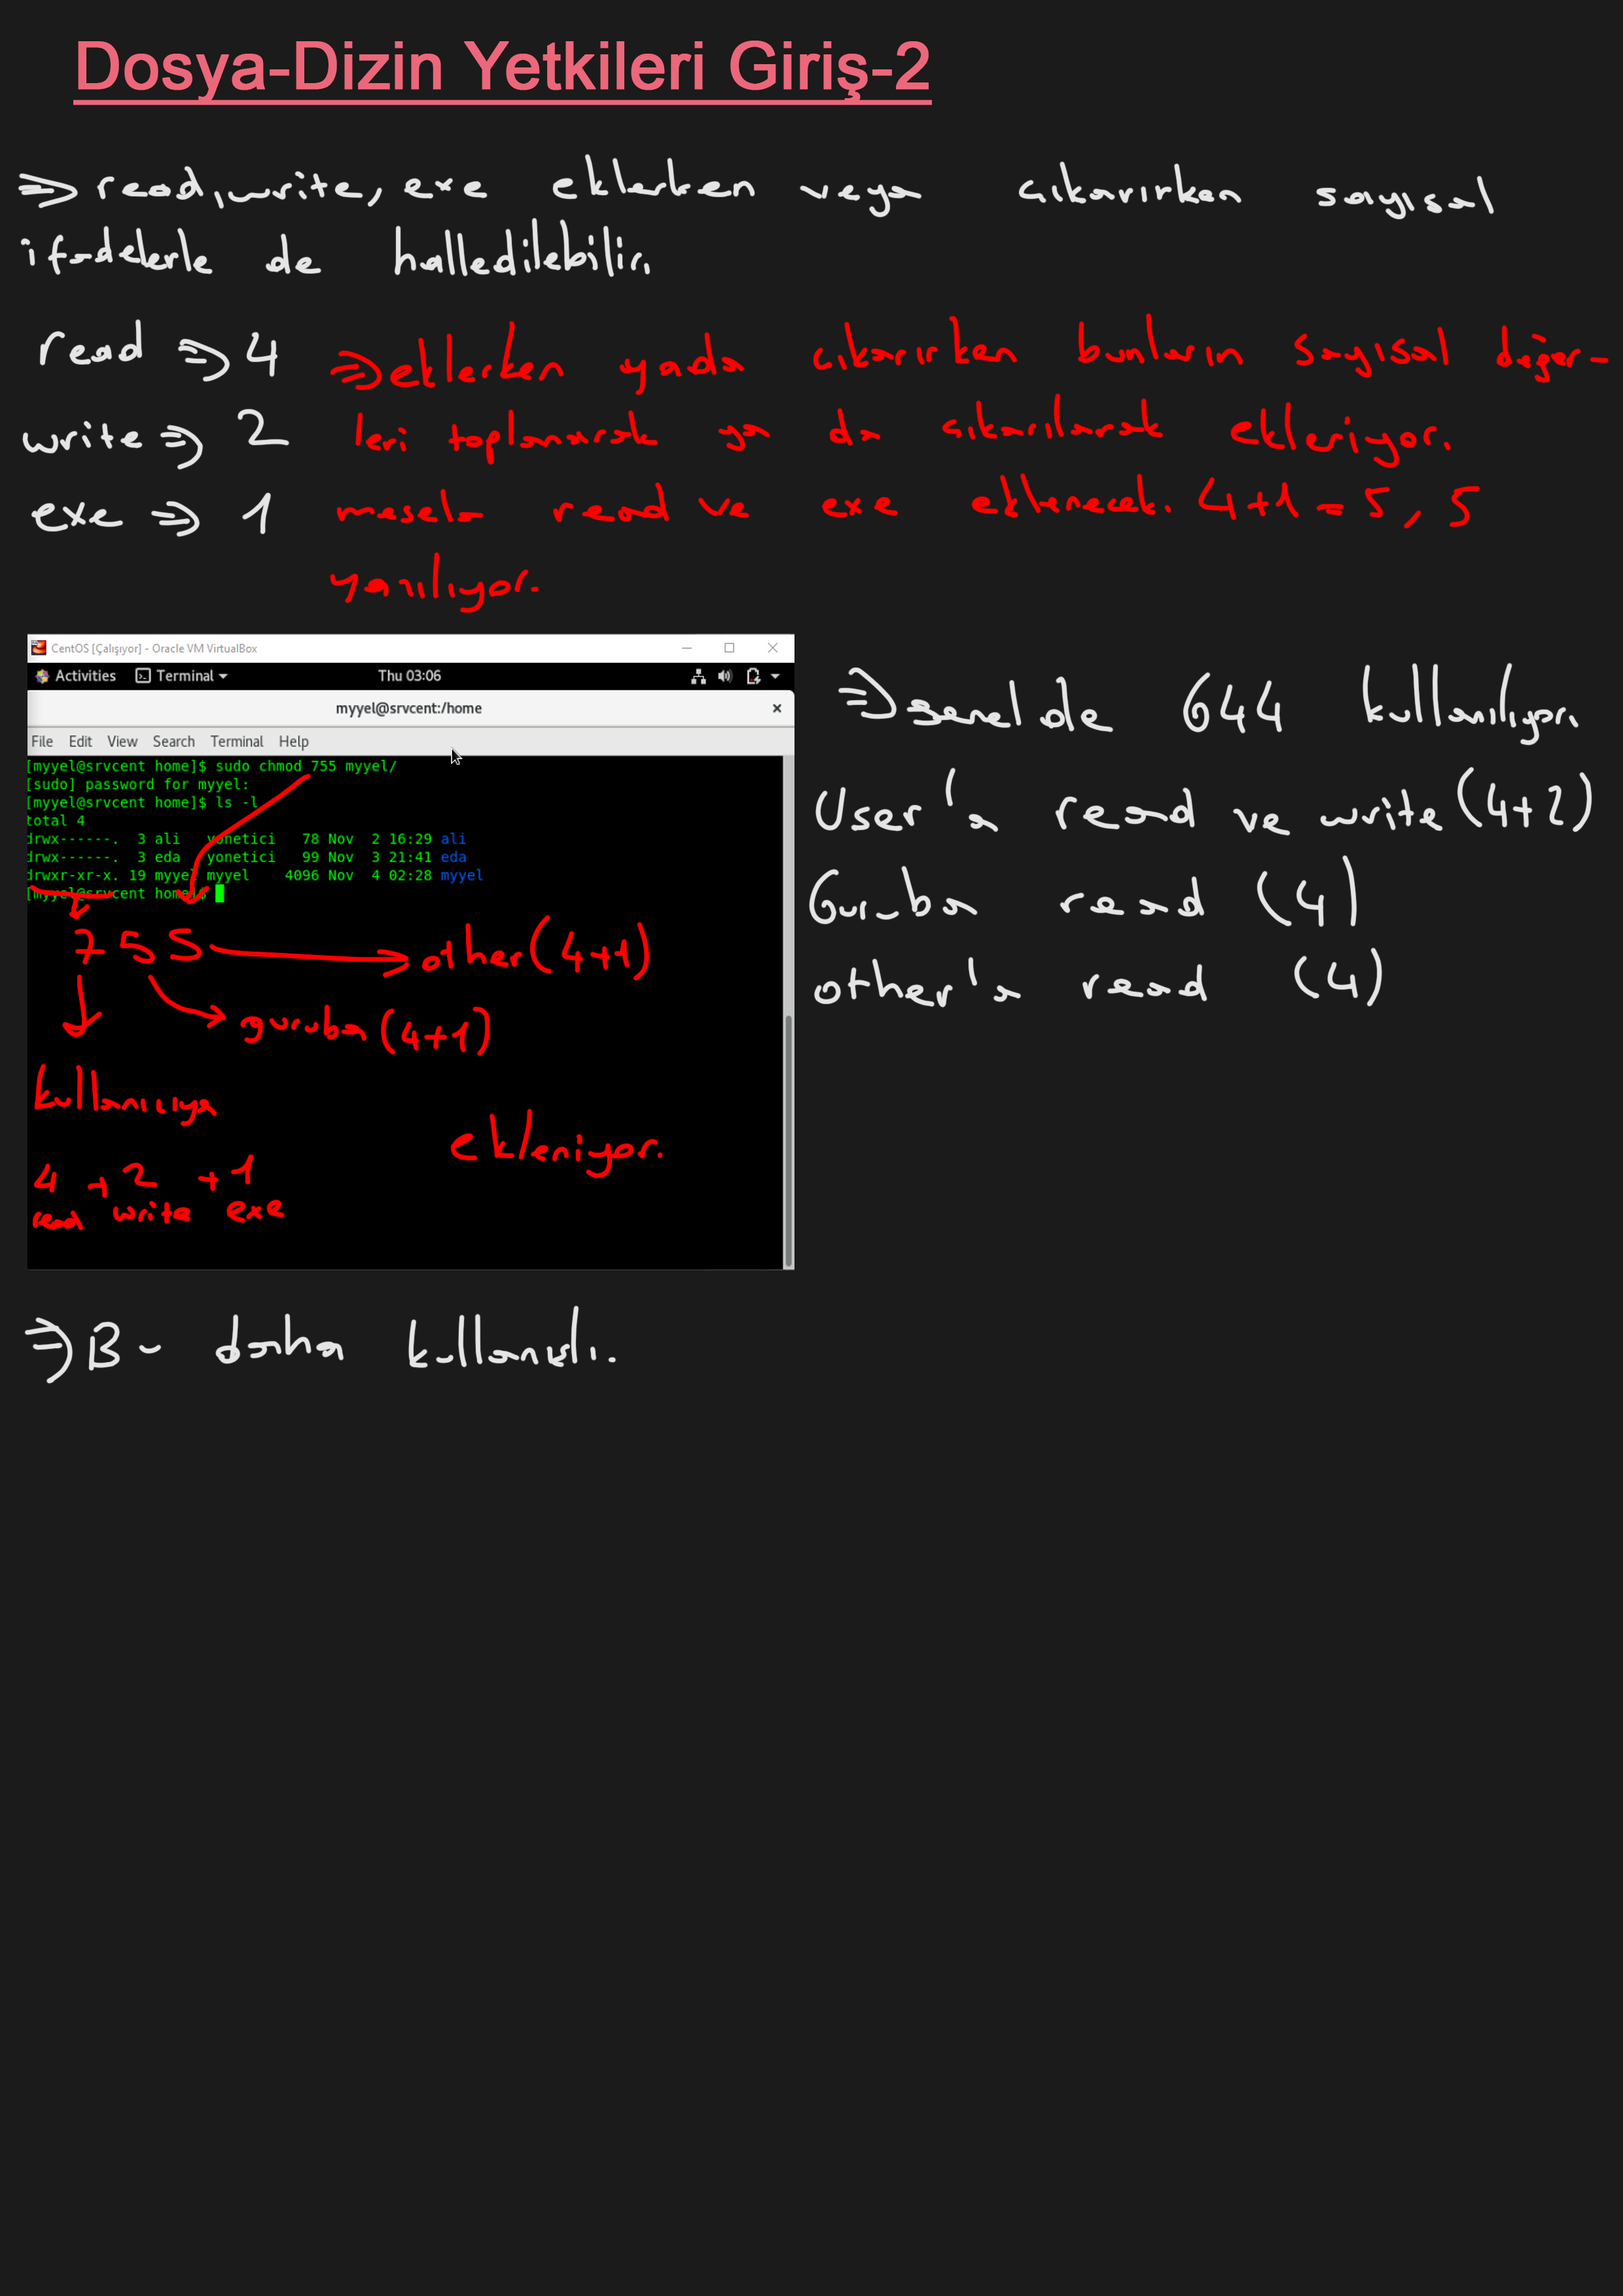 Dosya-Dizin Yetkileri Giriş-2
⇒ read, write, exe eklerken veya çıkarırken sayısal
ifadelerle de halledilebilir.
read ⇒ 4
write ⇒ 2
exe ⇒ 1
⇒ eklerken yada çıkarırken bunların sayısal değer-
leri toplanarak ya da çıkarılarak ekleniyor.
mesela read ve exe eklenecek. 4+1 = 5, 5
yazılıyor.
CentOS [Çalışıyor] - Oracle VM VirtualBox
Activities Terminal Thu 03:06
myyel@srvcent:/home
File Edit View Search Terminal Help
[myyel@srvcent home]$ sudo chmod 755 myyel/
[sudo] password for myyel:
[myyel@srvcent home]$ ls -l
total 4
drwx------. 3 ali yonetici 78 Nov 2 16:29 ali
drwx------. 3 eda yonetici 99 Nov 3 21:41 eda
drwxr-xr-x. 19 myyel myyel 4096 Nov 4 02:28 myyel
[myyel@srvcent home]$
7 5 5 → other (4+1)
guruba (4+1)
kullanıcıya
ekleniyor.
4 + 2 + 1
read write exe
⇒ genelde 644 kullanılıyor.
User'a read ve write (4+2)
Guruba read (4)
other'a read (4)
⇒ Bu daha kullanışlı.